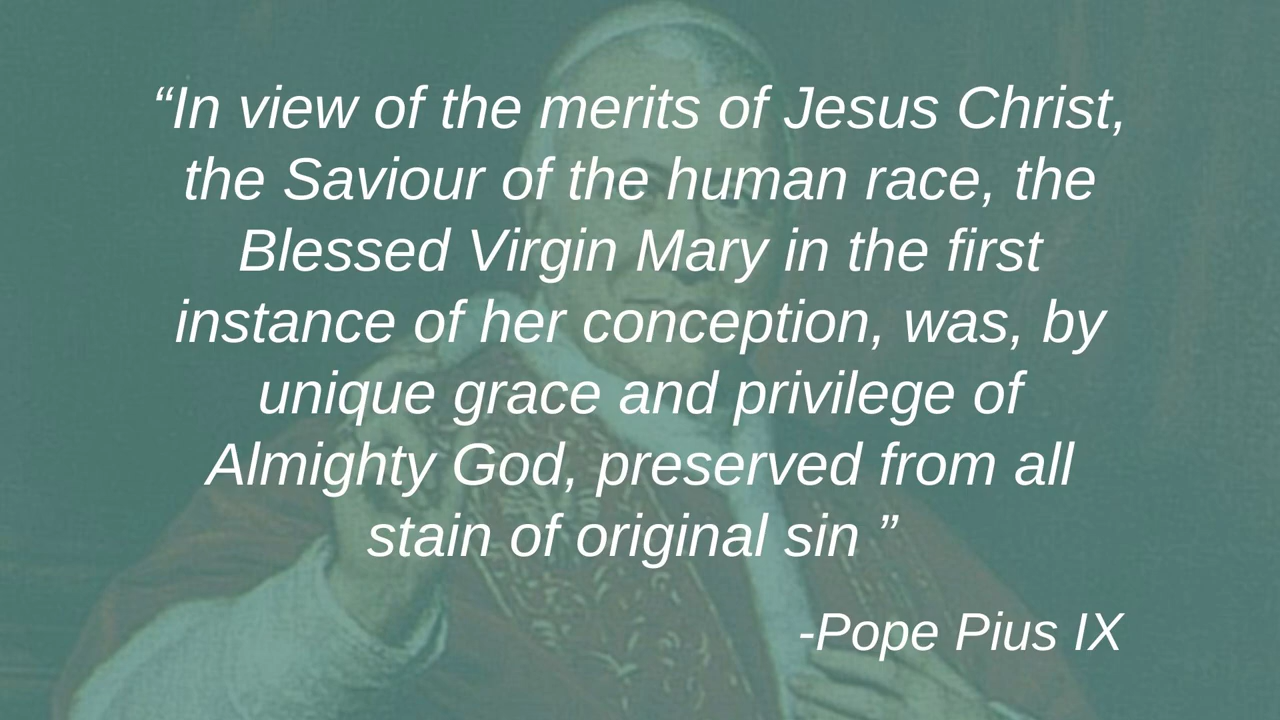 “In view of the merits of Jesus Christ,
the Saviour of the human race, the
Blessed Virgin Mary in the first
instance of her conception, was, by
unique grace and privilege of
Almighty God, preserved from all
stain of original sin ”
-Pope Pius IX